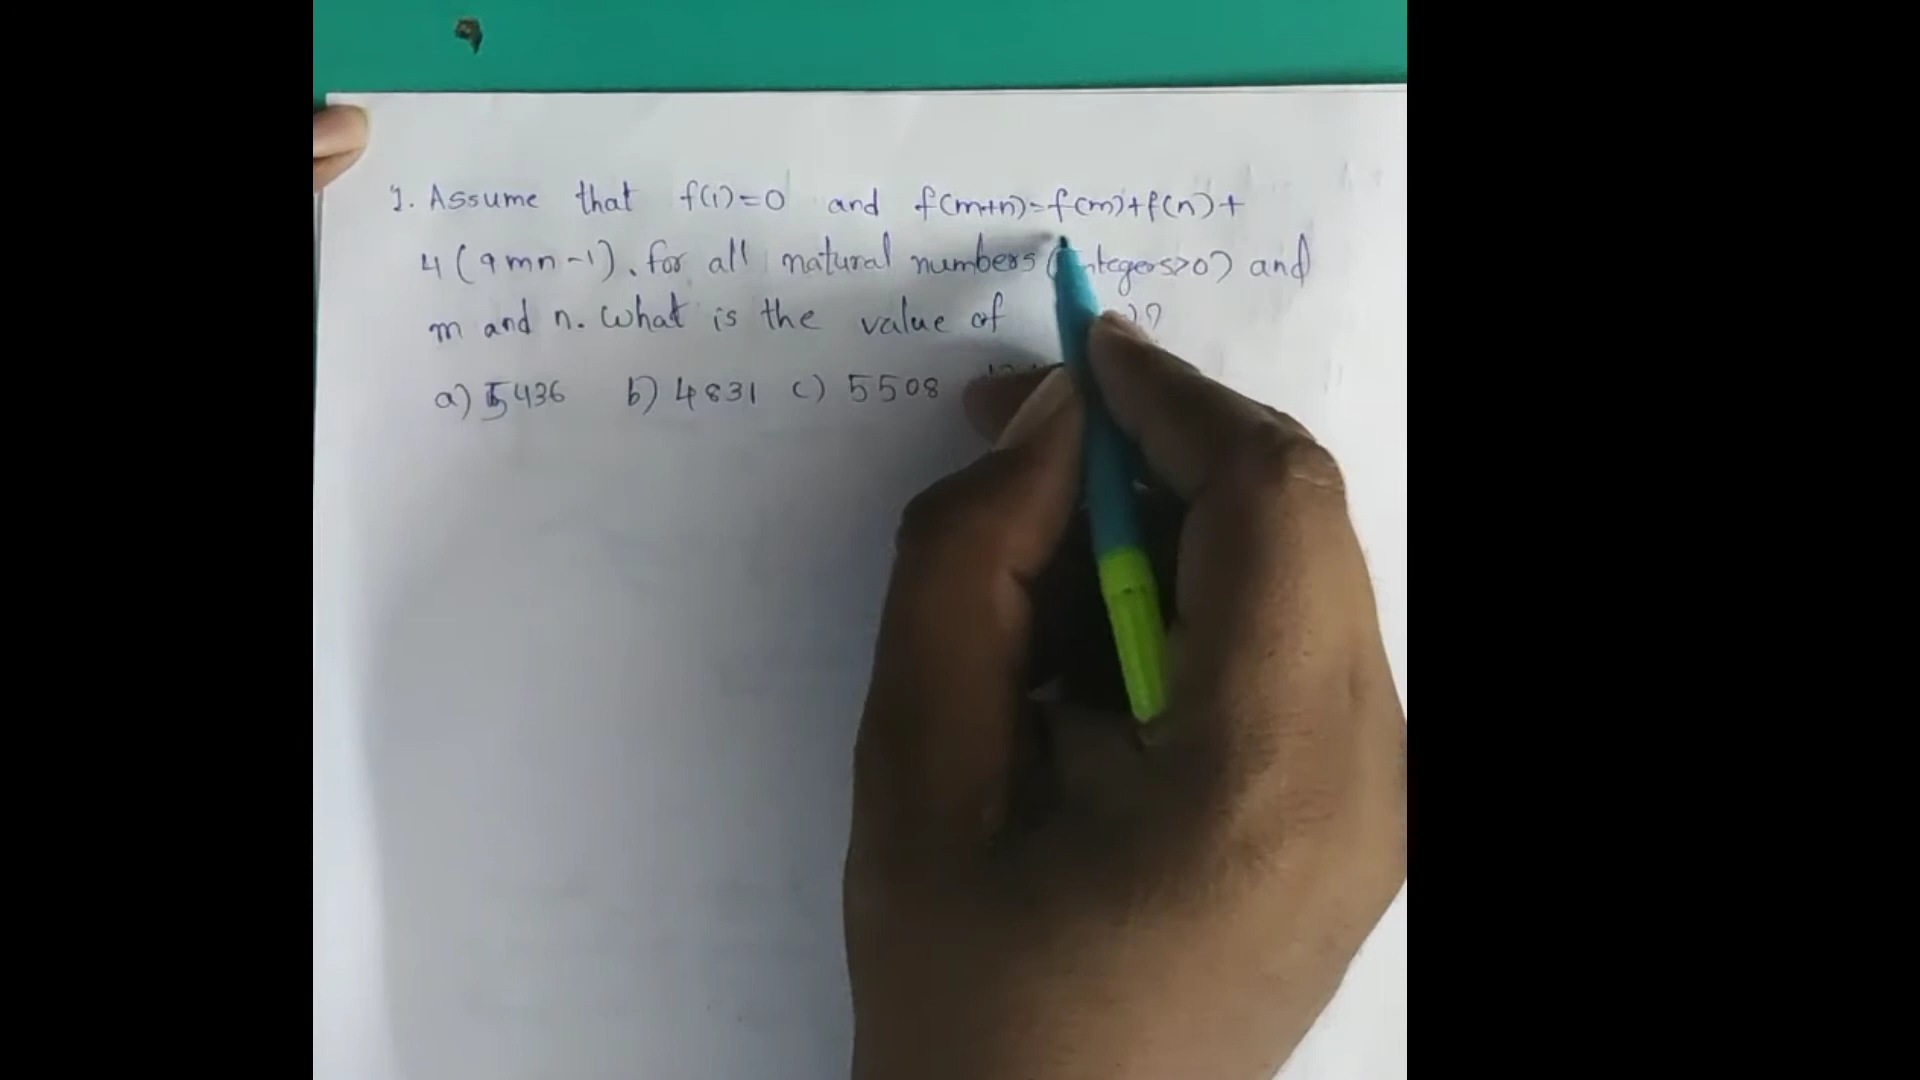 1. Assume that f(1)=0 and f(m+n)=f(m)+f(n)+
4(9mn-1). for all natural numbers (integers>0) and
m and n. What is the value of
a) 5436 b) 4831 c) 5508